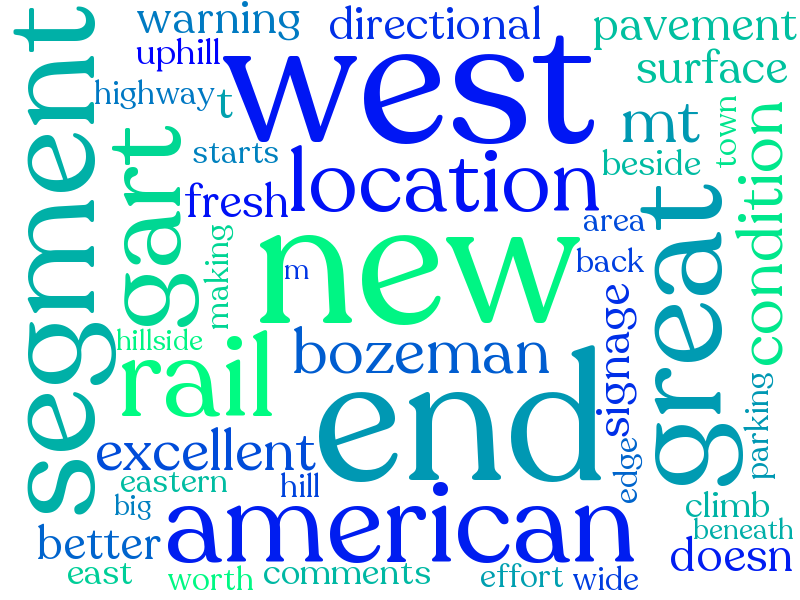 warning
directional
pavement
uphill
west
surface
segment
highway
t
mt
town
gart
starts
location
beside
condition
fresh
great
area
making
new
m
back
signage
hillside
rail
bozeman
end
parking
excellent
edge
eastern
hill
big
american
climb
beneath
better
doesn
east
worth
comments
effort
wide